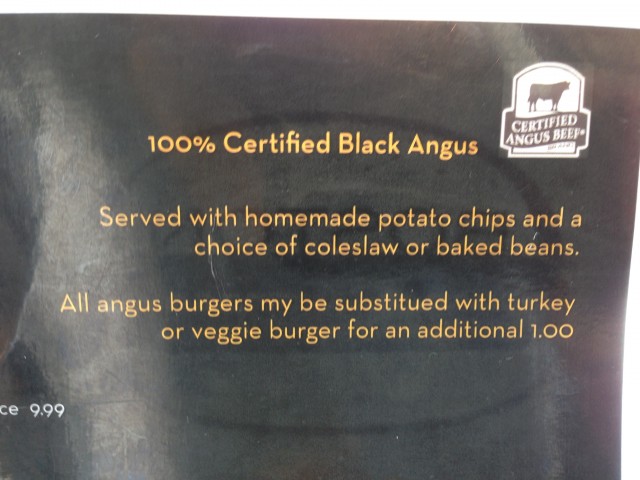 100% Certified Black Angus
CERTIFIED
ANGUS BEEF®
Served with homemade potato chips and a
choice of coleslaw or baked beans.
All angus burgers my be substitued with turkey
or veggie burger for an additional 1.00
ce 9.99